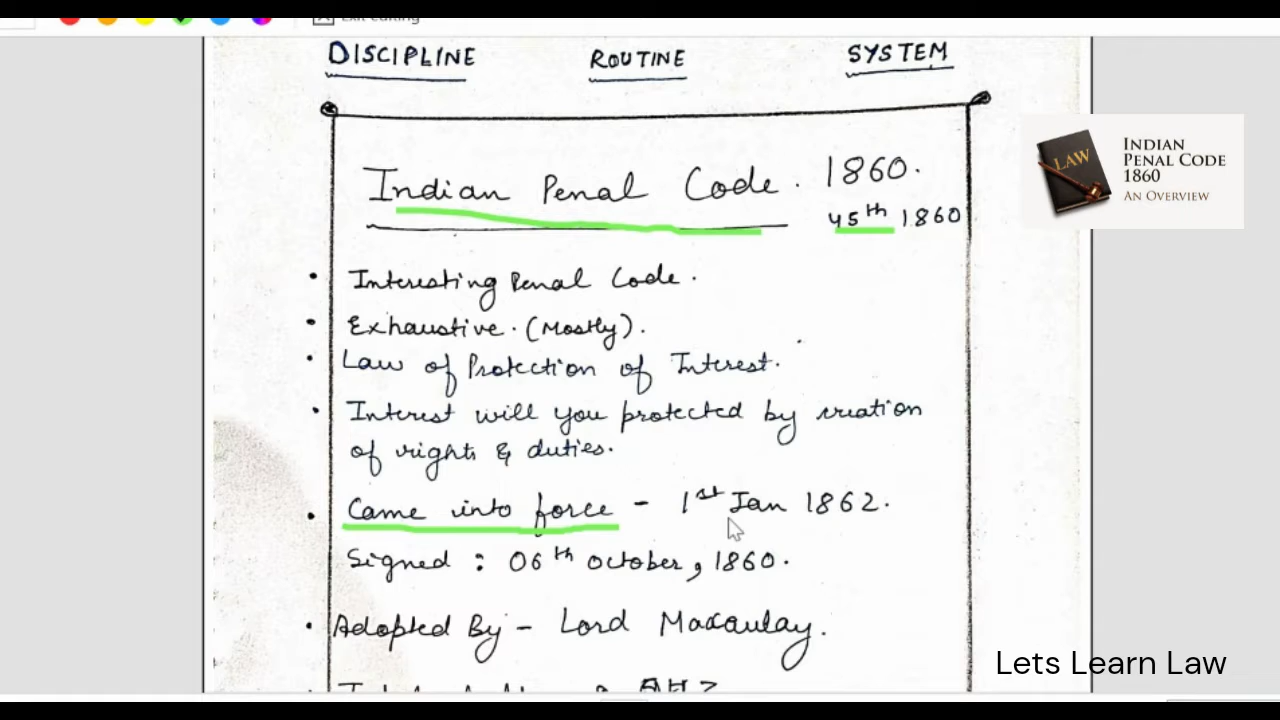 DISCIPLINE ROUTINE SYSTEM
Indian Penal Code. 1860.
45th 1860
LAW
INDIAN
PENAL CODE
1860
AN OVERVIEW
• Interesting Penal Code.
• Exhaustive. (Mostly).
• Law of Protection of Interest.
• Interest will you protected by creation
of rights & duties.
• Came into force - 1st Jan 1862.
Signed : 06th October, 1860.
• Adopted By - Lord Macaulay.
Lets Learn Law